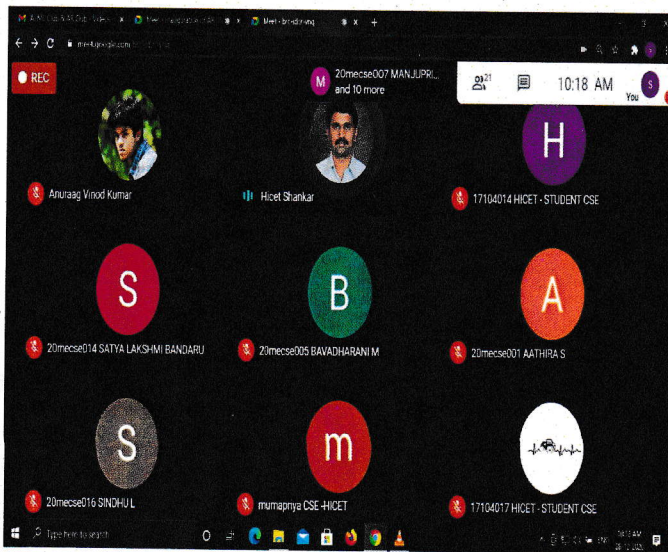 REC
M
20mecse007 MANJUPRI...
and 10 more
21
10:18 AM
You
S
Anuraag Vinod Kumar
Hicet Shankar
H
17104014 HICET - STUDENT CSE
S
20mecse014 SATYA LAKSHMI BANDARU
B
20mecse005 BAVADHARANI M
A
20mecse001 AATHIRA S
S
20mecse016 SINDHU L
m
mumapriya CSE -HICET
17104017 HICET - STUDENT CSE
Type here to search
ENG